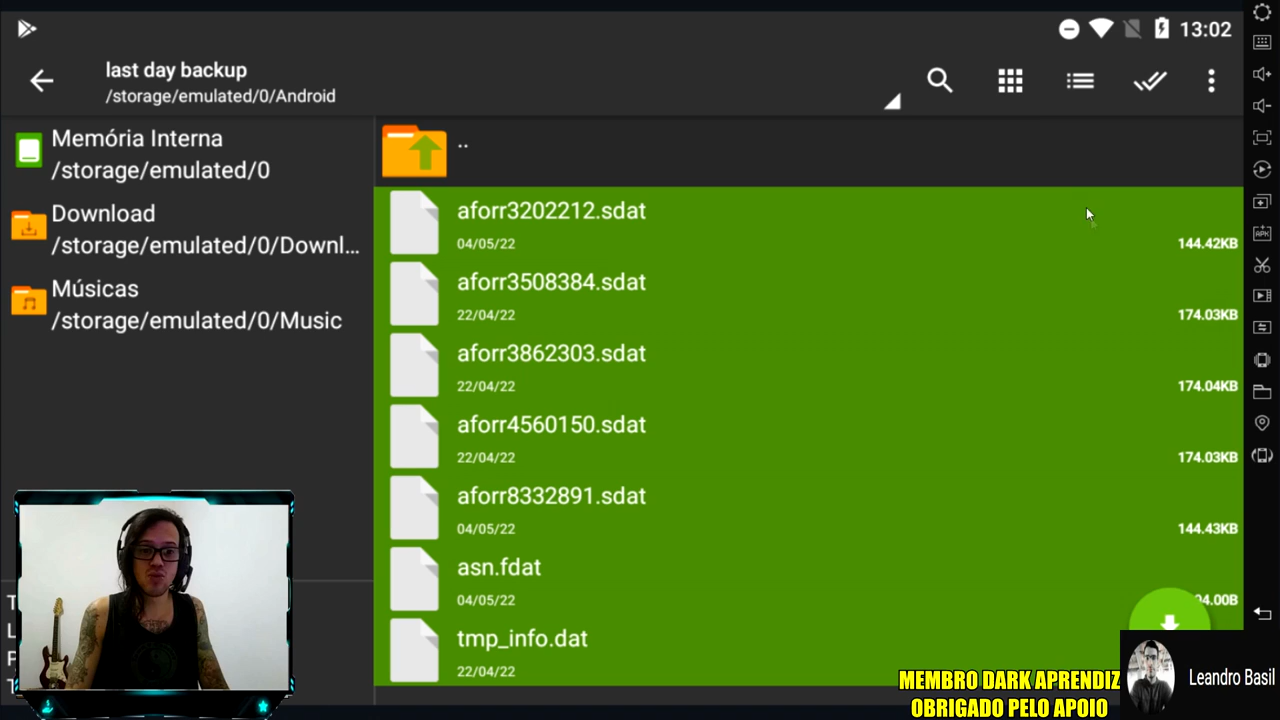 13:02
last day backup
/storage/emulated/0/Android
Memória Interna
/storage/emulated/0
Download
/storage/emulated/0/Downl...
Músicas
/storage/emulated/0/Music
..
aforr3202212.sdat
04/05/22
144.42KB
aforr3508384.sdat
22/04/22
174.03KB
aforr3862303.sdat
22/04/22
174.04KB
aforr4560150.sdat
22/04/22
174.03KB
aforr8332891.sdat
04/05/22
144.43KB
asn.fdat
04/05/22
tmp_info.dat
22/04/22
APK
MEMBRO DARK APRENDIZ
OBRIGADO PELO APOIO
Leandro Basil